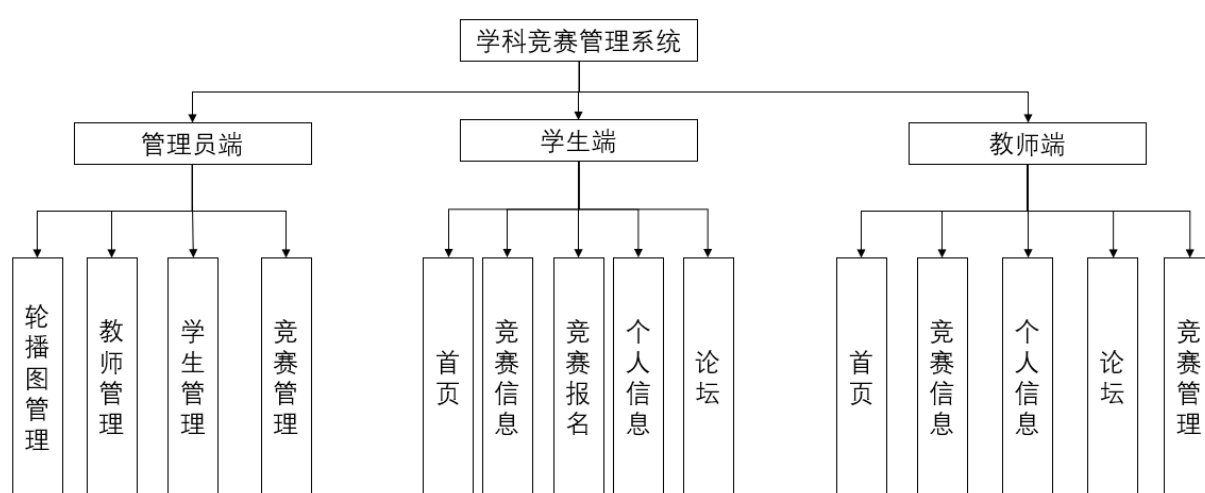 学科竞赛管理系统
管理员端
学生端
教师端
轮播图管理
教师管理
学生管理
竞赛管理
首页
竞赛信息
竞赛报名
个人信息
论坛
首页
竞赛信息
个人信息
论坛
竞赛管理